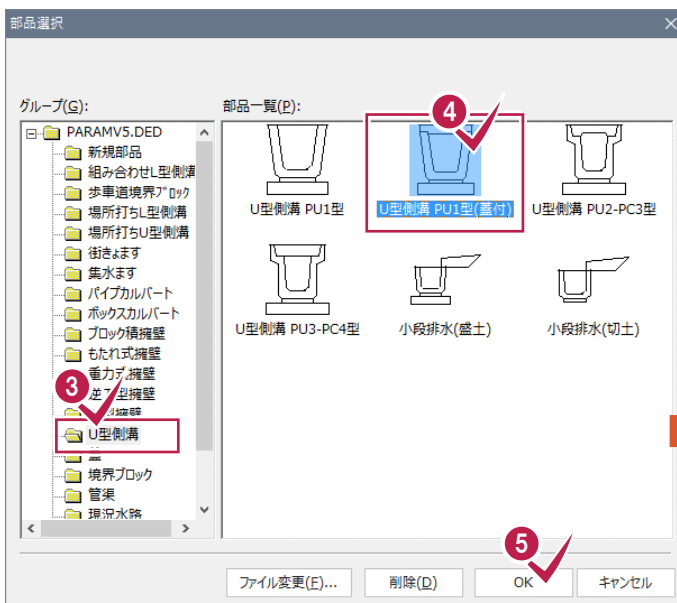 部品選択
グループ(G):
部品一覧(P):
PARAMV5.DED
新規部品
組み合わせL型側溝
歩車道境界ブロック
場所打ちL型側溝
場所打ちU型側溝
街きょます
集水ます
パイプカルバート
ボックスカルバート
ブロック積擁壁
もたれ式擁壁
重力式擁壁
型擁壁
型擁壁
U型側溝
蓋
境界ブロック
管渠
現況水路
U型側溝 PU1型
U型側溝 PU1型(蓋付)
U型側溝 PU2-PC3型
U型側溝 PU3-PC4型
小段排水(盛土)
小段排水(切土)
3
4
5
ファイル変更(F)...
削除(D)
OK
キャンセル